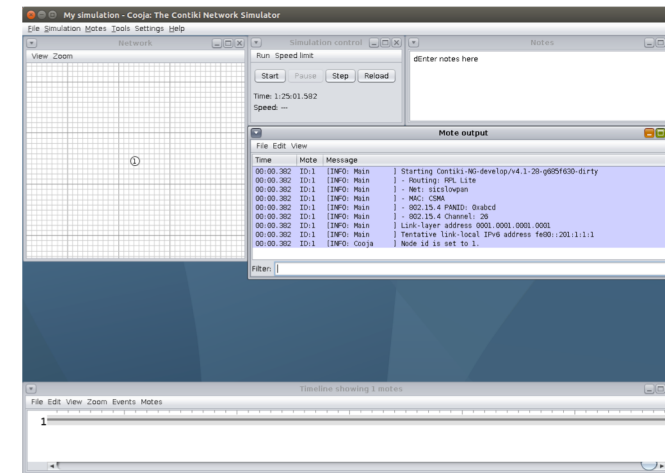 My simulation - Cooja: The Contiki Network Simulator
File Simulation Motes Tools Settings Help
Network
View Zoom
1
Simulation control
Run Speed limit
Start Pause Step Reload
Time: 1:25:01.582
Speed: ---
Notes
dEnter notes here
Mote output
File Edit View
Time Mote Message
00:00.382 ID:1 [INFO: Main ] Starting Contiki-NG-develop/v4.1-28-g685f630-dirty
00:00.382 ID:1 [INFO: Main ] - Routing: RPL Lite
00:00.382 ID:1 [INFO: Main ] - Net: sicslowpan
00:00.382 ID:1 [INFO: Main ] - MAC: CSMA
00:00.382 ID:1 [INFO: Main ] - 802.15.4 PANID: 0xabcd
00:00.382 ID:1 [INFO: Main ] - 802.15.4 Channel: 26
00:00.382 ID:1 [INFO: Main ] Link-layer address 0001.0001.0001.0001
00:00.382 ID:1 [INFO: Main ] Tentative link-local IPv6 address fe80::201:1:1:1
00:00.382 ID:1 [INFO: Cooja ] Node id is set to 1.
Filter:
Timeline showing 1 motes
File Edit View Zoom Events Motes
1